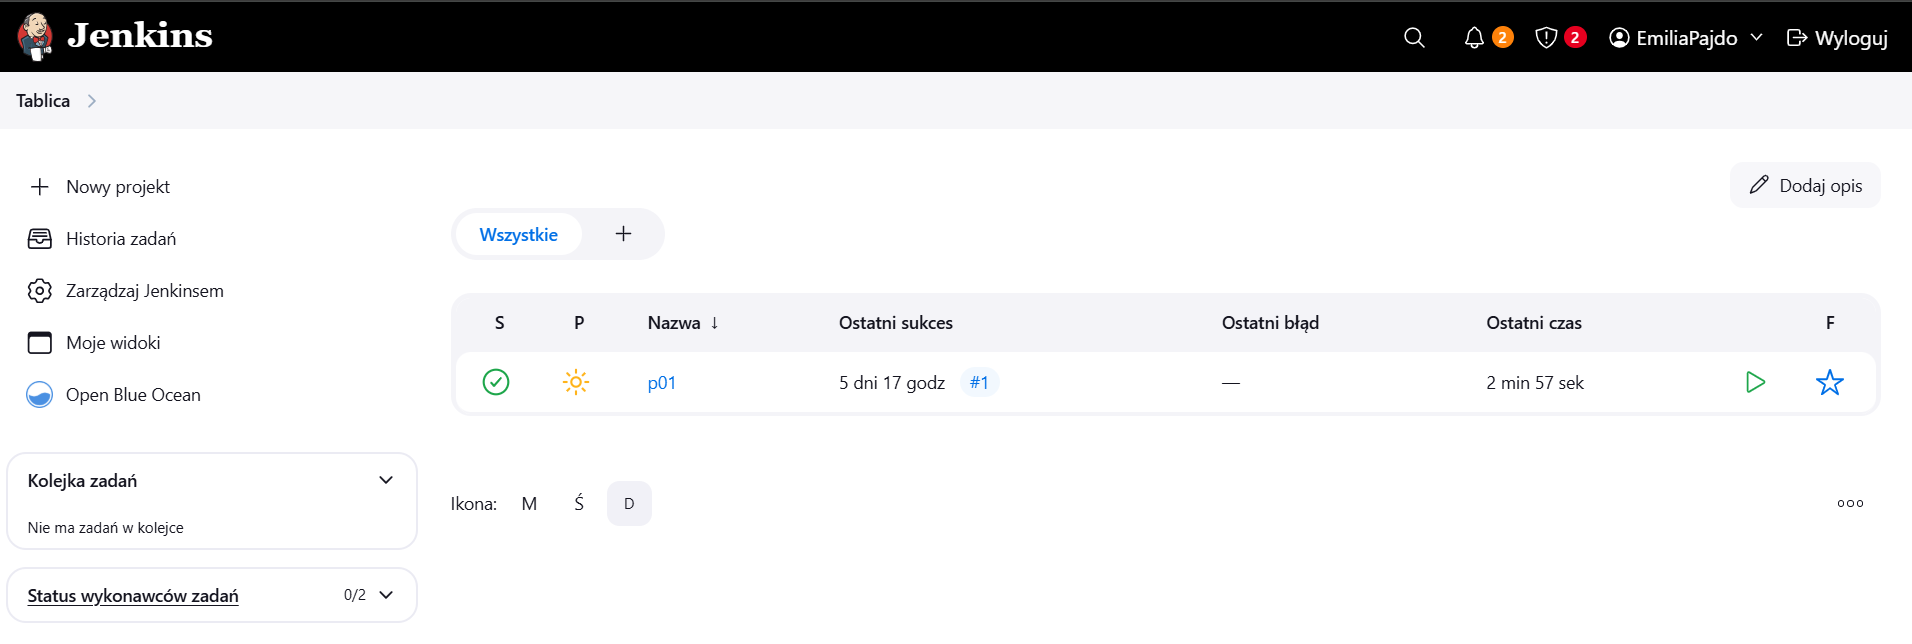 Jenkins
2
2
EmiliaPajdo
Wyloguj
Tablica
Nowy projekt
Historia zadań
Zarządzaj Jenkinsem
Moje widoki
Open Blue Ocean
Kolejka zadań
Nie ma zadań w kolejce
Status wykonawców zadań 0/2
Dodaj opis
Wszystkie +
S P Nazwa ↓ Ostatni sukces Ostatni błąd Ostatni czas F
p01 5 dni 17 godz #1 — 2 min 57 sek
Ikona: M Ś D